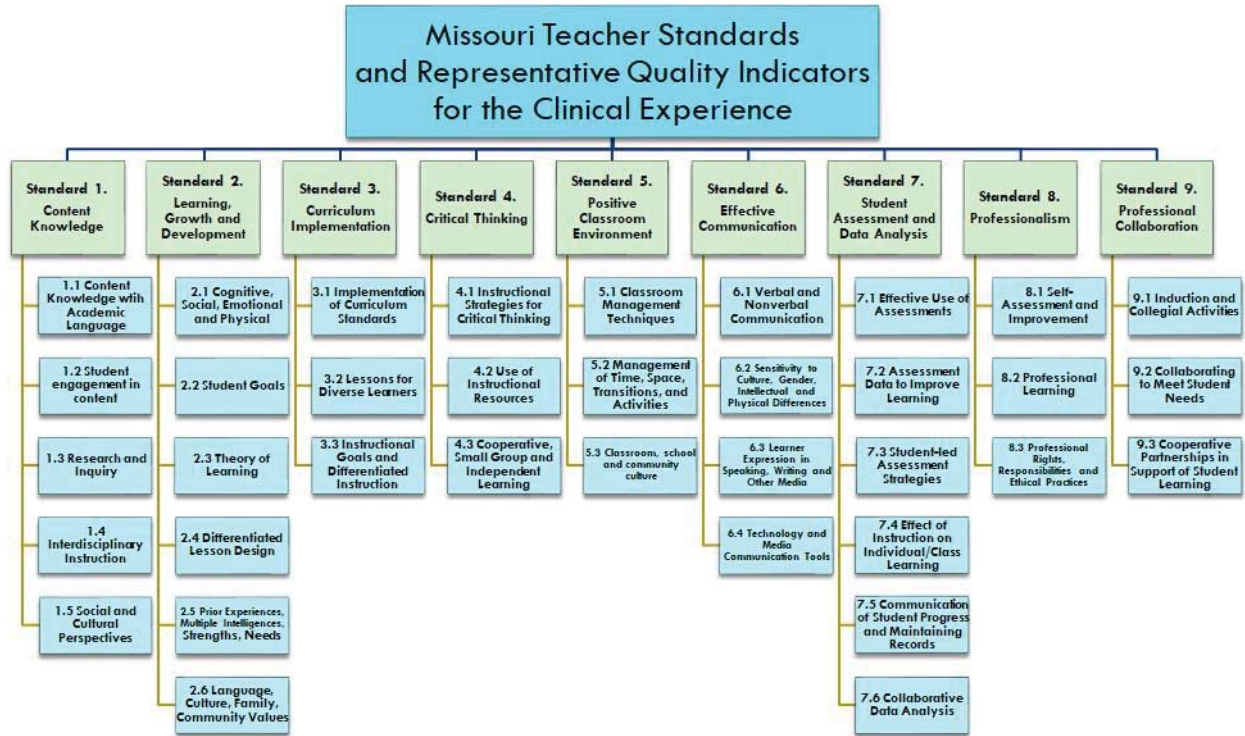 Missouri Teacher Standards
and Representative Quality Indicators
for the Clinical Experience
Standard 1.
Content
Knowledge
1.1 Content
Knowledge wtih
Academic
Language
1.2 Student
engagement in
content
1.3 Research and
Inquiry
1.4
Interdisciplinary
Instruction
1.5 Social and
Cultural
Perspectives
Standard 2.
Learning,
Growth and
Development
2.1 Cognitive,
Social, Emotional
and Physical
2.2 Student Goals
2.3 Theory of
Learning
2.4 Differentiated
Lesson Design
2.5 Prior Experiences,
Multiple Intelligences,
Strengths, Needs
2.6 Language,
Culture, Family,
Community Values
Standard 3.
Curriculum
Implementation
3.1 Implementation
of Curriculum
Standards
3.2 Lessons for
Diverse Learners
3.3 Instructional
Goals and
Differentiated
Instruction
Standard 4.
Critical Thinking
4.1 Instructional
Strategies for
Critical Thinking
4.2 Use of
Instructional
Resources
4.3 Cooperative,
Small Group and
Independent
Learning
Standard 5.
Positive
Classroom
Environment
5.1 Classroom
Management
Techniques
5.2 Management
of Time, Space,
Transitions, and
Activities
5.3 Classroom, school
and community
culture
Standard 6.
Effective
Communication
6.1 Verbal and
Nonverbal
Communication
6.2 Sensitivity to
Culture, Gender,
Intellectual and
Physical Differences
6.3 Learner
Expression in
Speaking, Writing and
Other Media
6.4 Technology and
Media
Communication Tools
Standard 7.
Student
Assessment and
Data Analysis
7.1 Effective Use of
Assessments
7.2 Assessment
Data to Improve
Learning
7.3 Student-led
Assessment
Strategies
7.4 Effect of
Instruction on
Individual/Class
Learning
7.5 Communication
of Student Progress
and Maintaining
Records
7.6 Collaborative
Data Analysis
Standard 8.
Professionalism
8.1 Self-
Assessment and
Improvement
8.2 Professional
Learning
8.3 Professional
Rights,
Responsibilities and
Ethical Practices
Standard 9.
Professional
Collaboration
9.1 Induction and
Collegial Activities
9.2 Collaborating
to Meet Student
Needs
9.3 Cooperative
Partnerships in
Support of Student
Learning